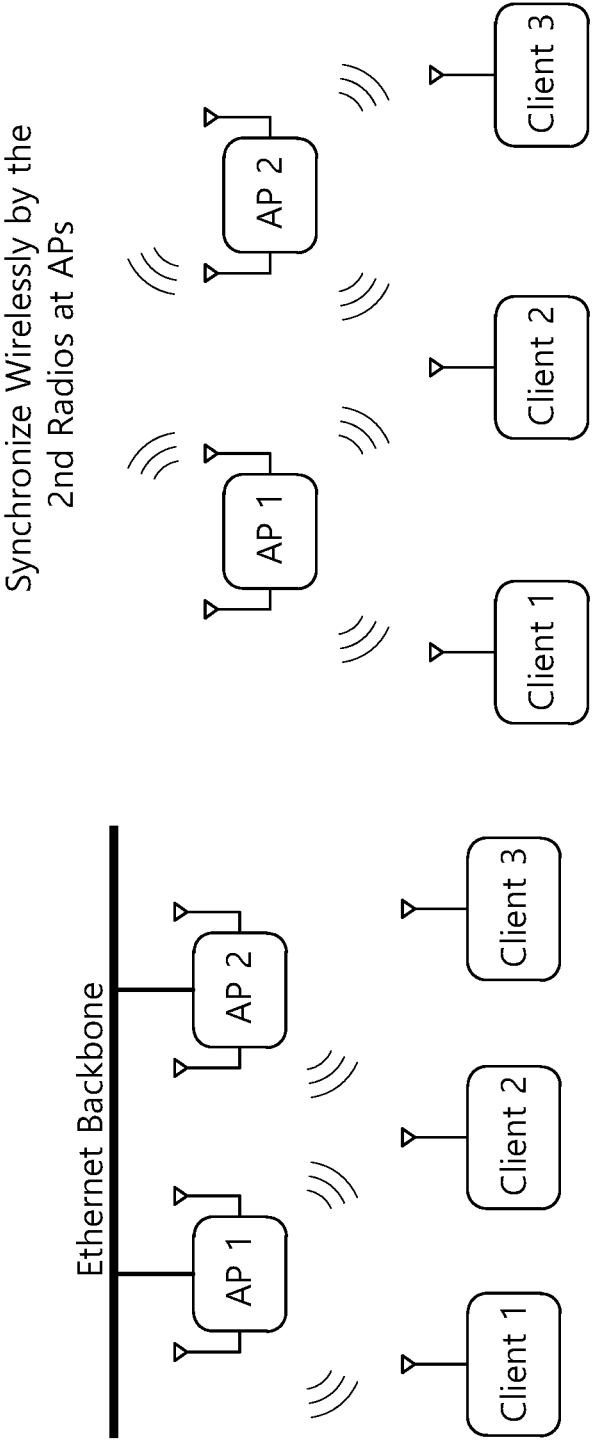 Ethernet Backbone
AP 1
AP 2
Client 1
Client 2
Client 3
Synchronize Wirelessly by the
2nd Radios at APs
AP 1
AP 2
Client 1
Client 2
Client 3